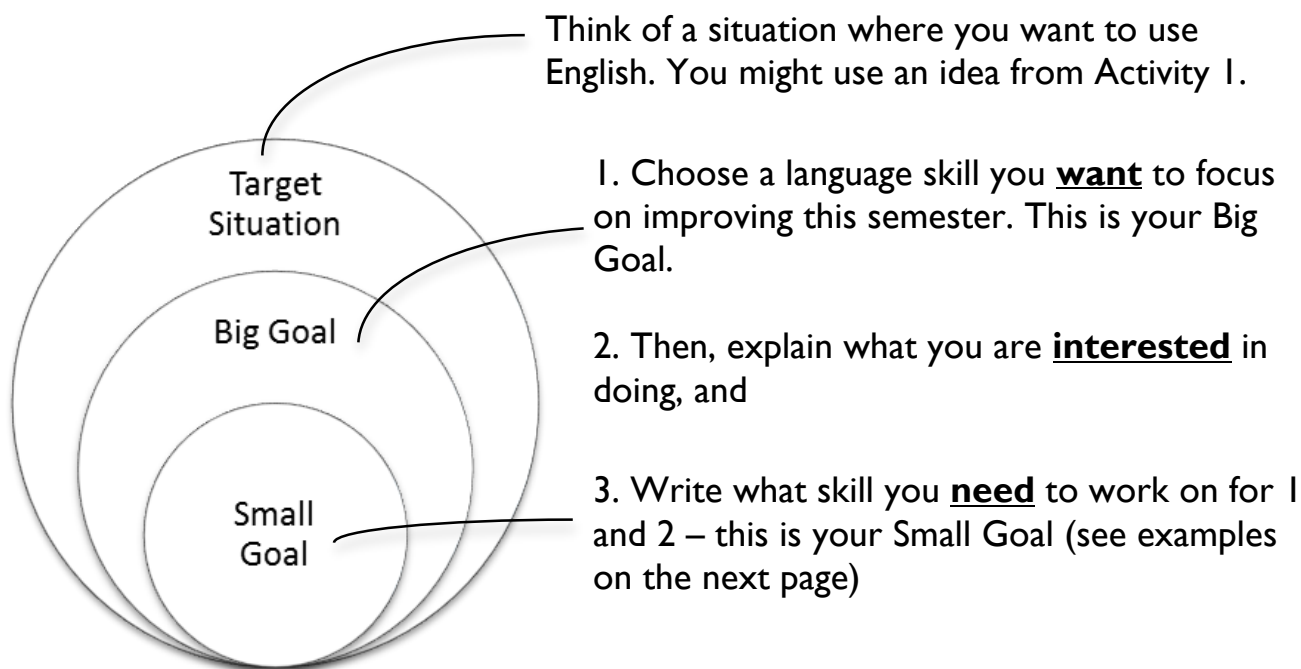 Think of a situation where you want to use
English. You might use an idea from Activity 1.
Target
Situation
1. Choose a language skill you want to focus
on improving this semester. This is your Big
Goal.
Big Goal
2. Then, explain what you are interested in
doing, and
Small
Goal
3. Write what skill you need to work on for 1
and 2 – this is your Small Goal (see examples
on the next page)